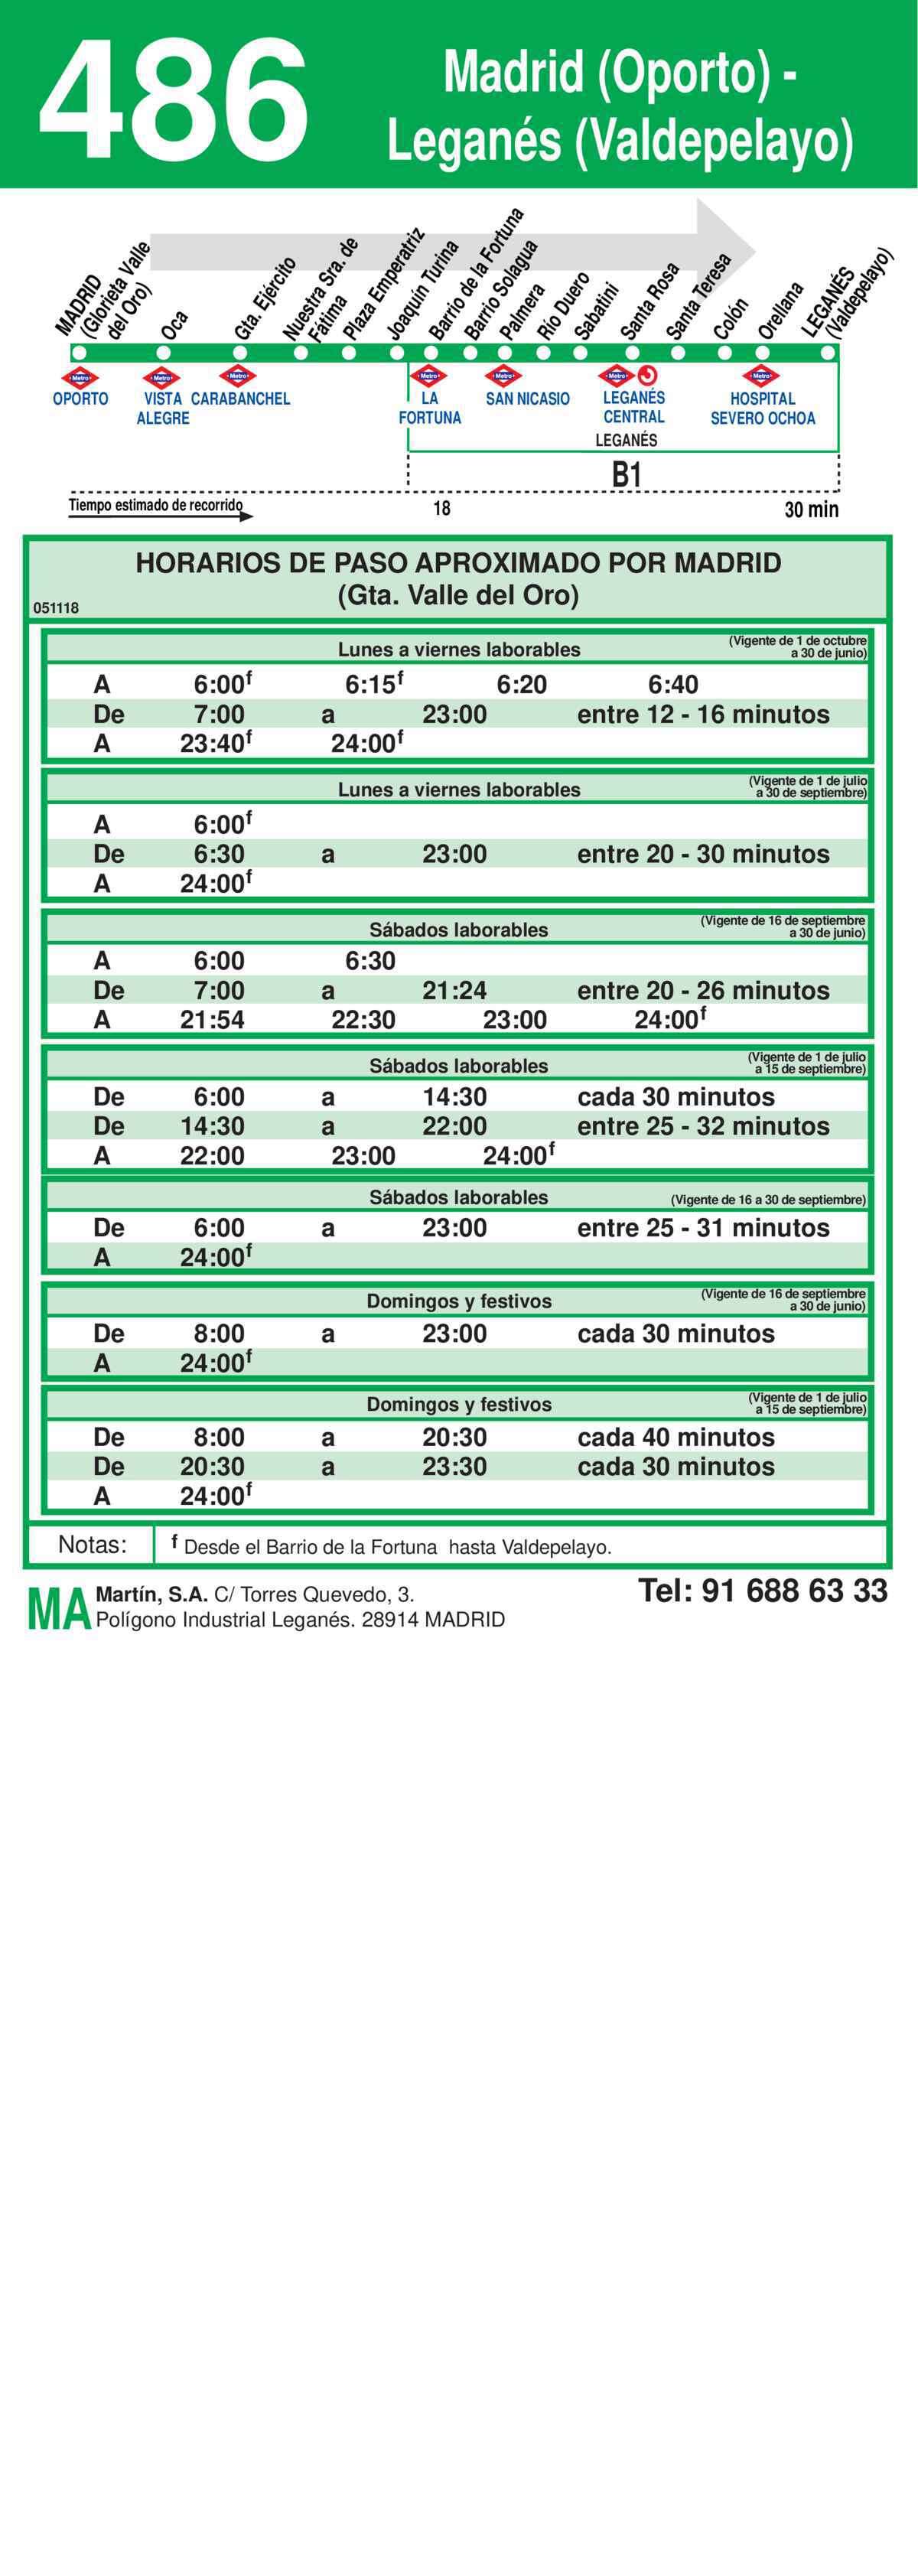 486
Madrid (Oporto) -
Leganés (Valdepelayo)
MADRID
(Glorieta Valle
del Oro)
Oca
Gta. Ejército
Nuestra Sra. de
Fátima
Plaza Emperatriz
Joaquín Turina
Barrio de la Fortuna
Barrio Solagua
Palmera
Río Duero
Sabatini
Santa Rosa
Santa Teresa
Colón
Orellana
LEGANÉS
(Valdepelayo)
Metro Metro Metro Metro Metro Metro Metro
OPORTO VISTA CARABANCHEL LA SAN NICASIO LEGANÉS HOSPITAL
ALEGRE FORTUNA CENTRAL SEVERO OCHOA
LEGANÉS
B1
Tiempo estimado de recorrido 18 30 min
HORARIOS DE PASO APROXIMADO POR MADRID
(Gta. Valle del Oro)
051118
Lunes a viernes laborables (Vigente de 1 de octubre
a 30 de junio)
A 6:00f 6:15f 6:20 6:40
De 7:00 a 23:00 entre 12 - 16 minutos
A 23:40f 24:00f
Lunes a viernes laborables (Vigente de 1 de julio
a 30 de septiembre)
A 6:00f
De 6:30 a 23:00 entre 20 - 30 minutos
A 24:00f
Sábados laborables (Vigente de 16 de septiembre
a 30 de junio)
A 6:00 6:30
De 7:00 a 21:24 entre 20 - 26 minutos
A 21:54 22:30 23:00 24:00f
Sábados laborables (Vigente de 1 de julio
a 15 de septiembre)
De 6:00 a 14:30 cada 30 minutos
De 14:30 a 22:00 entre 25 - 32 minutos
A 22:00 23:00 24:00f
Sábados laborables (Vigente de 16 a 30 de septiembre)
De 6:00 a 23:00 entre 25 - 31 minutos
A 24:00f
Domingos y festivos (Vigente de 16 de septiembre
a 30 de junio)
De 8:00 a 23:00 cada 30 minutos
A 24:00f
Domingos y festivos (Vigente de 1 de julio
a 15 de septiembre)
De 8:00 a 20:30 cada 40 minutos
De 20:30 a 23:30 cada 30 minutos
A 24:00f
Notas: f Desde el Barrio de la Fortuna hasta Valdepelayo.
MA Martín, S.A. C/ Torres Quevedo, 3. Tel: 91 688 63 33
Polígono Industrial Leganés. 28914 MADRID